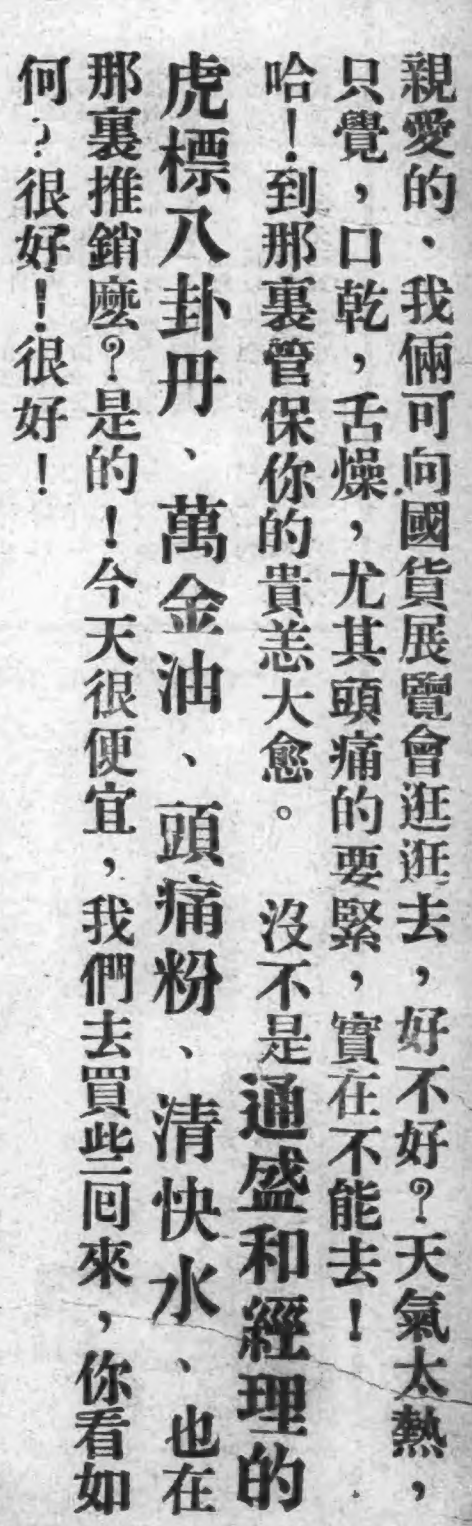 親愛的、我倆可向國貨展覽會逛逛去，好不好？天氣太熱，
只覺，口乾，舌燥，尤其頭痛的要緊，實在不能去！
哈！到那裏管保你的貴恙大愈。　沒不是通盛和經理的
虎標八卦丹、萬金油、頭痛粉、清快水、也在
那裏推銷麼？是的！今天很便宜，我們去買些囘來，你看如
何？很好！很好！